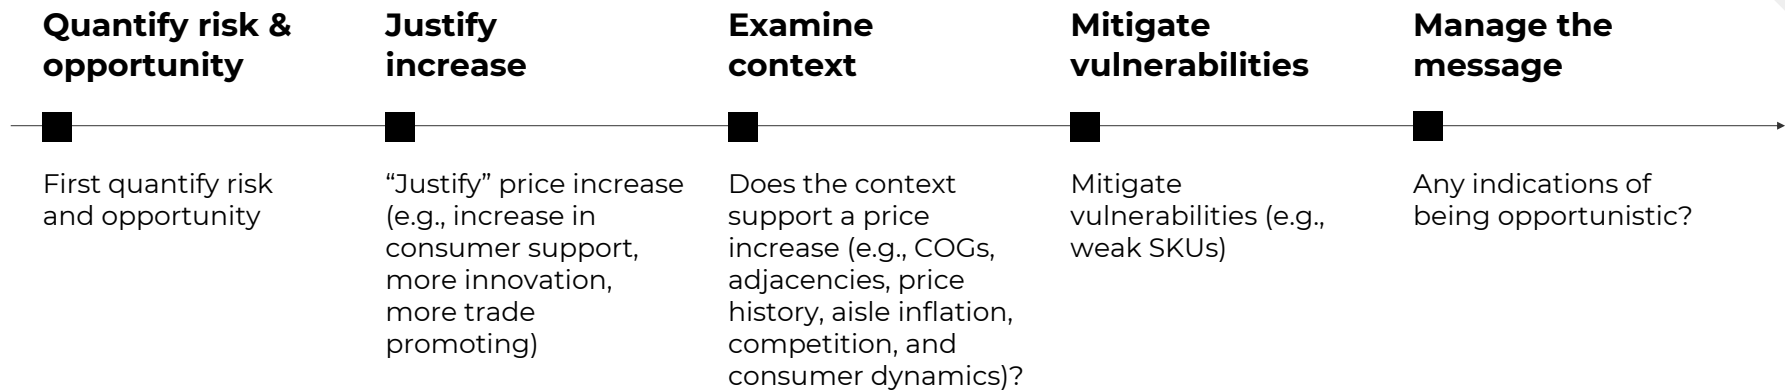 Quantify risk &
opportunity
First quantify risk
and opportunity
Justify
increase
“Justify” price increase
(e.g., increase in
consumer support,
more innovation,
more trade
promoting)
Examine
context
Does the context
support a price
increase (e.g., COGs,
adjacencies, price
history, aisle inflation,
competition, and
consumer dynamics)?
Mitigate
vulnerabilities
Mitigate
vulnerabilities (e.g.,
weak SKUs)
Manage the
message
Any indications of
being opportunistic?